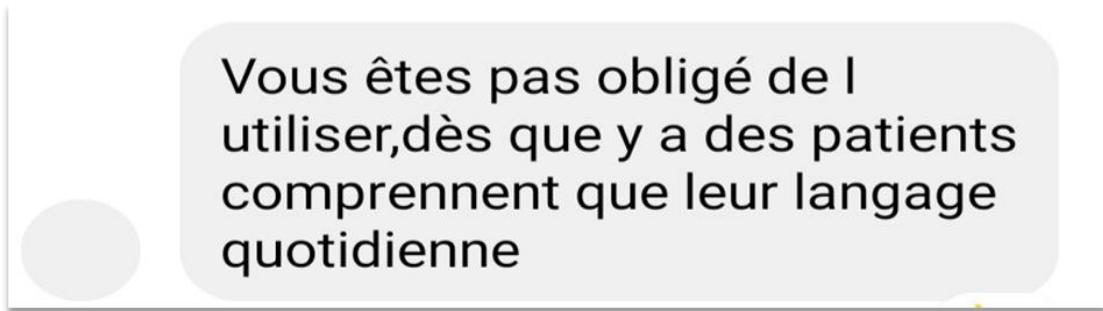 Vous êtes pas obligé de l
utiliser,dès que y a des patients
comprennent que leur langage
quotidienne